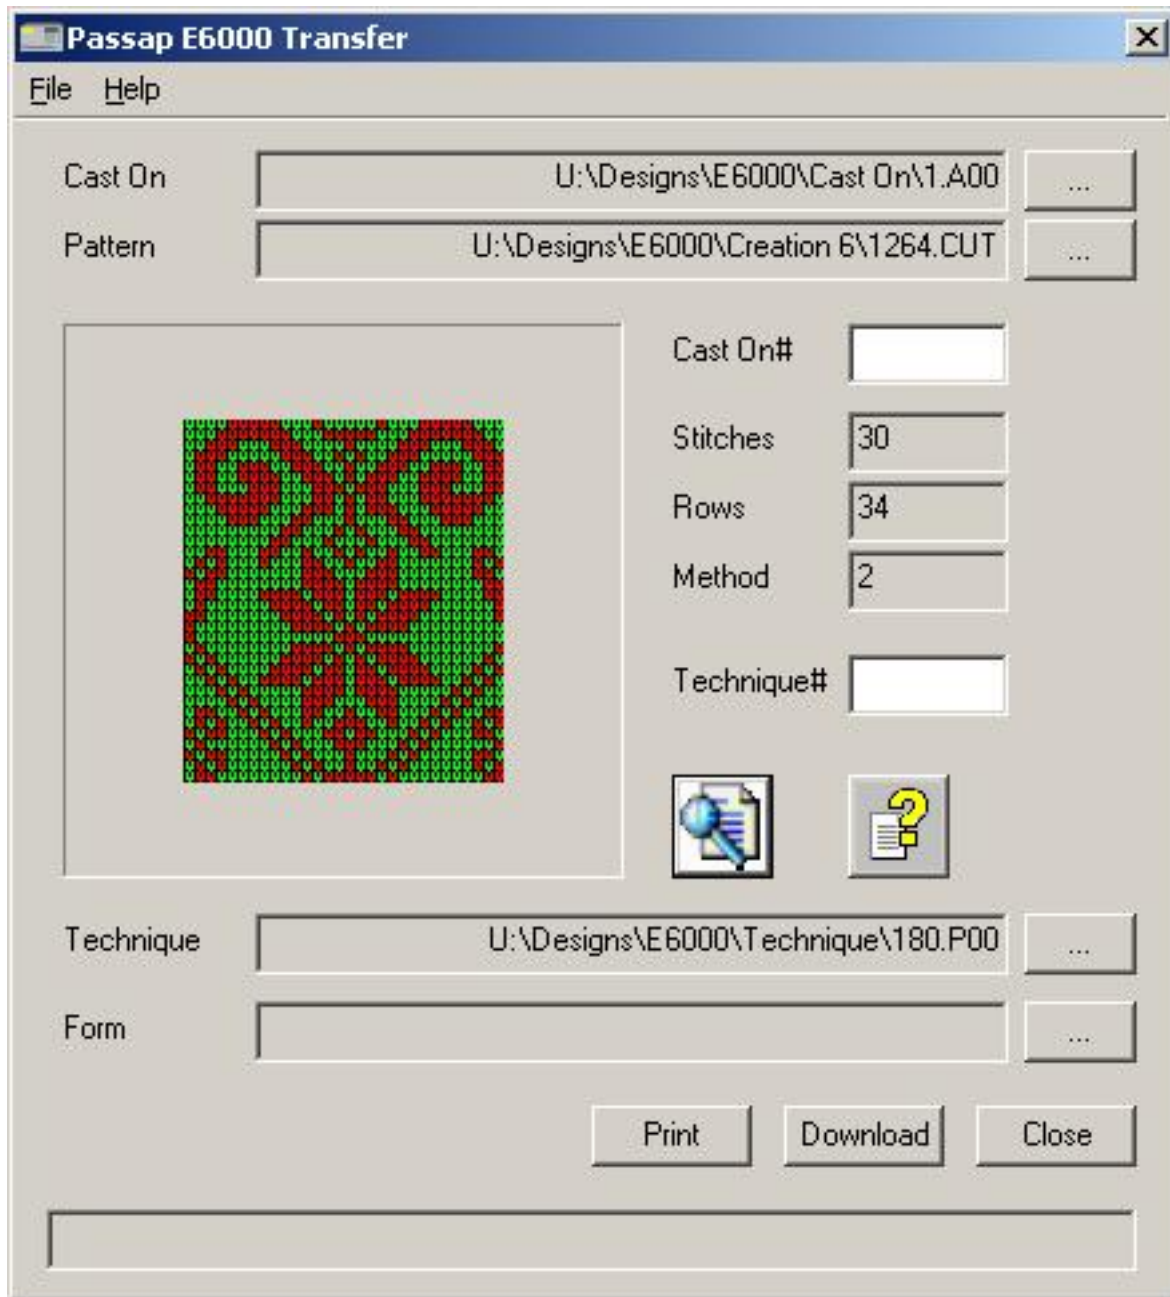 Passap E6000 Transfer
File Help
Cast On U:\Designs\E6000\Cast On\1.A00 ...
Pattern U:\Designs\E6000\Creation 6\1264.CUT ...
Cast On#
Stitches 30
Rows 34
Method 2
Technique#
Technique U:\Designs\E6000\Technique\180.P00 ...
Form ...
Print Download Close